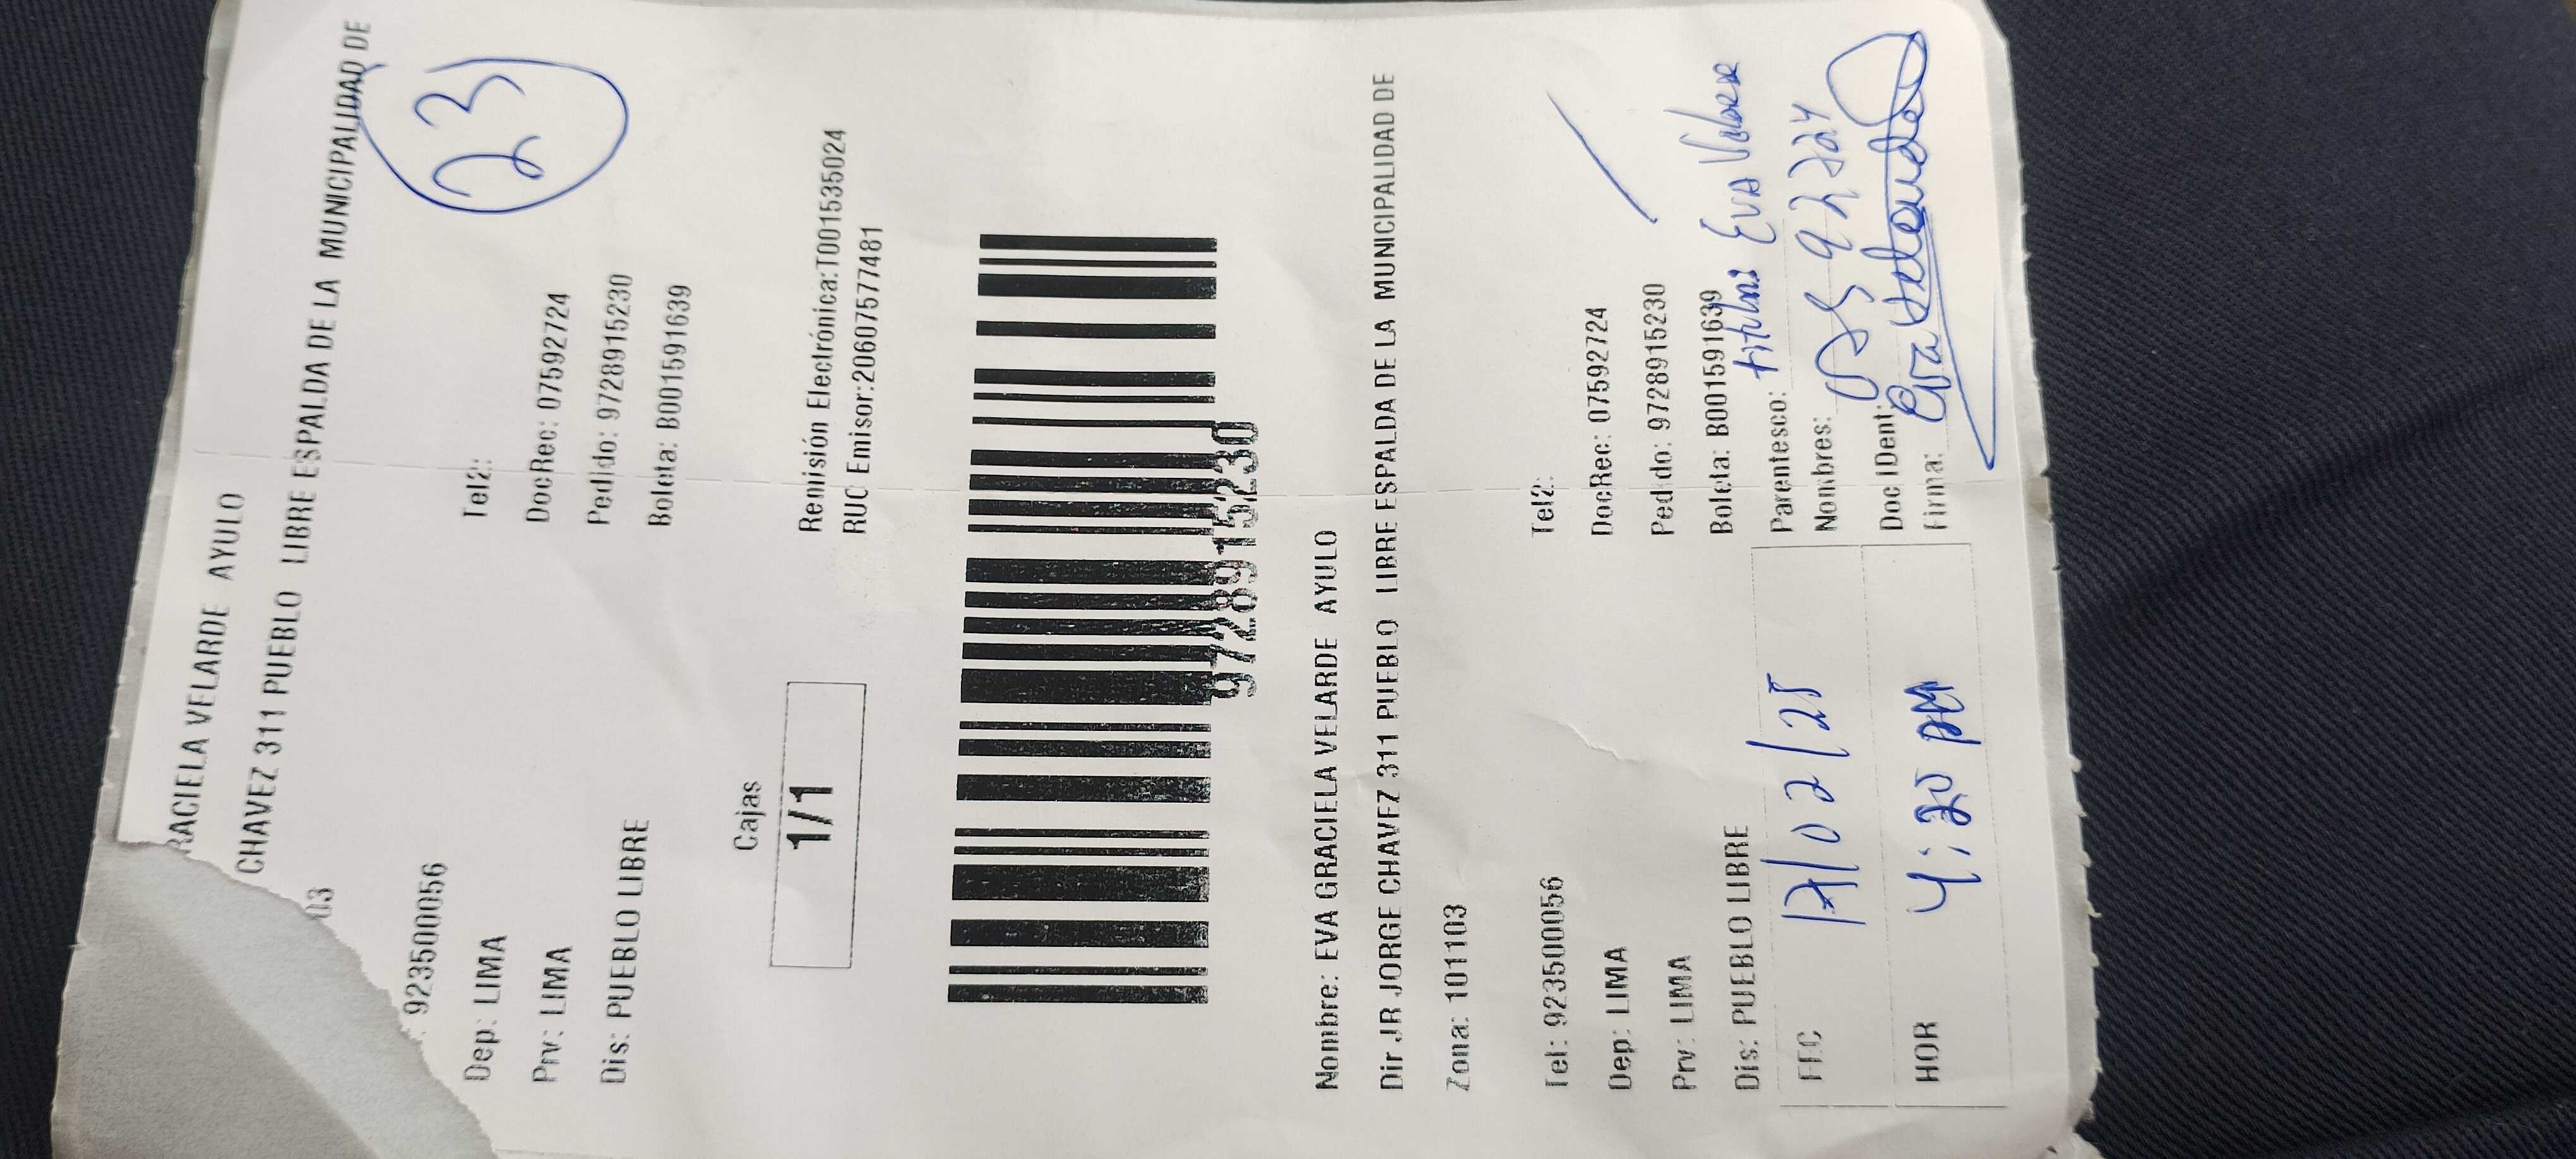 RACIELA VELARDE AYULO
CHAVEZ 311 PUEBLO LIBRE ESPALDA DE LA MUNICIPALIDAD DE
03
23
: 923500056
Tel2:
Dep: LIMA
DocRec: 07592724
Prv: LIMA
Pedido: 9728915230
Dis: PUEBLO LIBRE
Boleta: B001591639
Cajas
1/1
Remisión Electrónica:T001535024
RUC Emisor:20607577481
9728915230
Nombre: EVA GRACIELA VELARDE AYULO
Dir JR JORGE CHAVEZ 311 PUEBLO LIBRE ESPALDA DE LA MUNICIPALIDAD DE
Zona: 101103
Tel: 923500056
Tel2:
Dep: LIMA
DocRec: 07592724
Prv: LIMA
Pedido: 9728915230
Dis: PUEBLO LIBRE
Boleta: B001591639
FEC 17/02/25
Parentesco: titular Eva Velarde
Nombres:
HOR 4:20 PM
Doc IDent:
Firma: